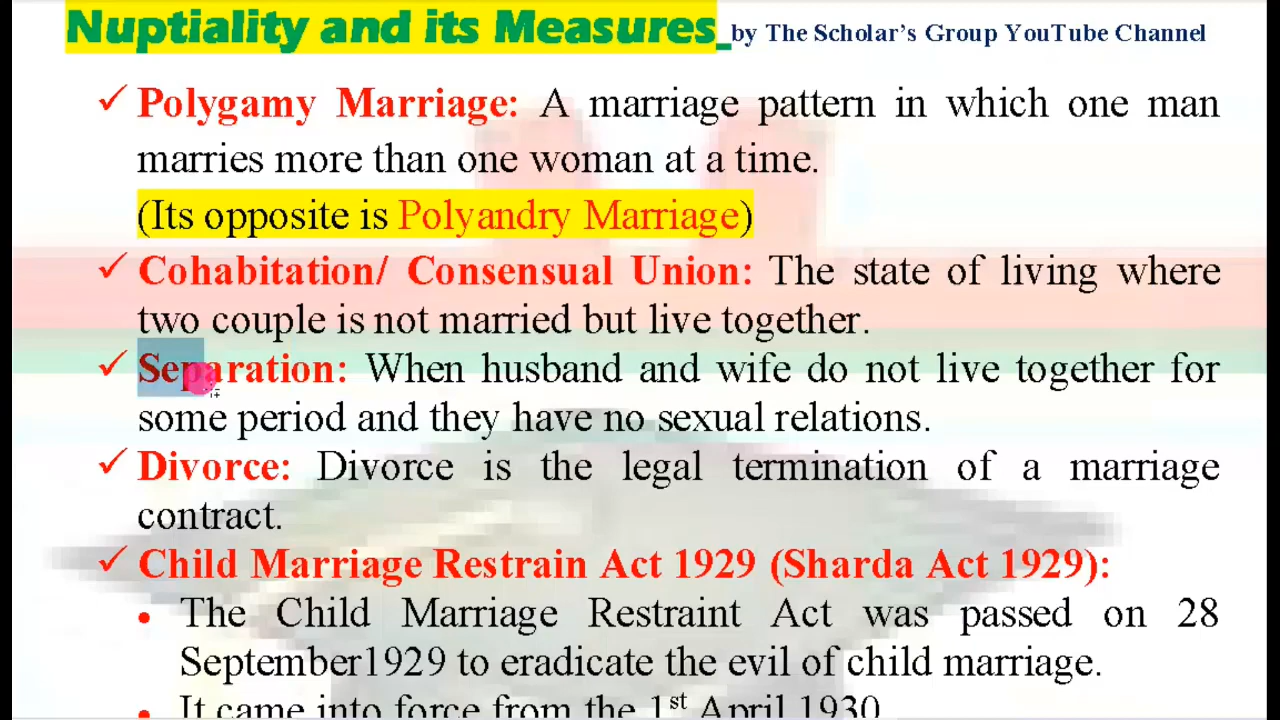 Nuptiality and its Measures_by The Scholar's Group YouTube Channel
✓ Polygamy Marriage: A marriage pattern in which one man
marries more than one woman at a time.
(Its opposite is Polyandry Marriage)
✓ Cohabitation/ Consensual Union: The state of living where
two couple is not married but live together.
✓ Separation: When husband and wife do not live together for
some period and they have no sexual relations.
✓ Divorce: Divorce is the legal termination of a marriage
contract.
✓ Child Marriage Restrain Act 1929 (Sharda Act 1929):
• The Child Marriage Restraint Act was passed on 28
September1929 to eradicate the evil of child marriage.
• It came into force from the 1st April 1930